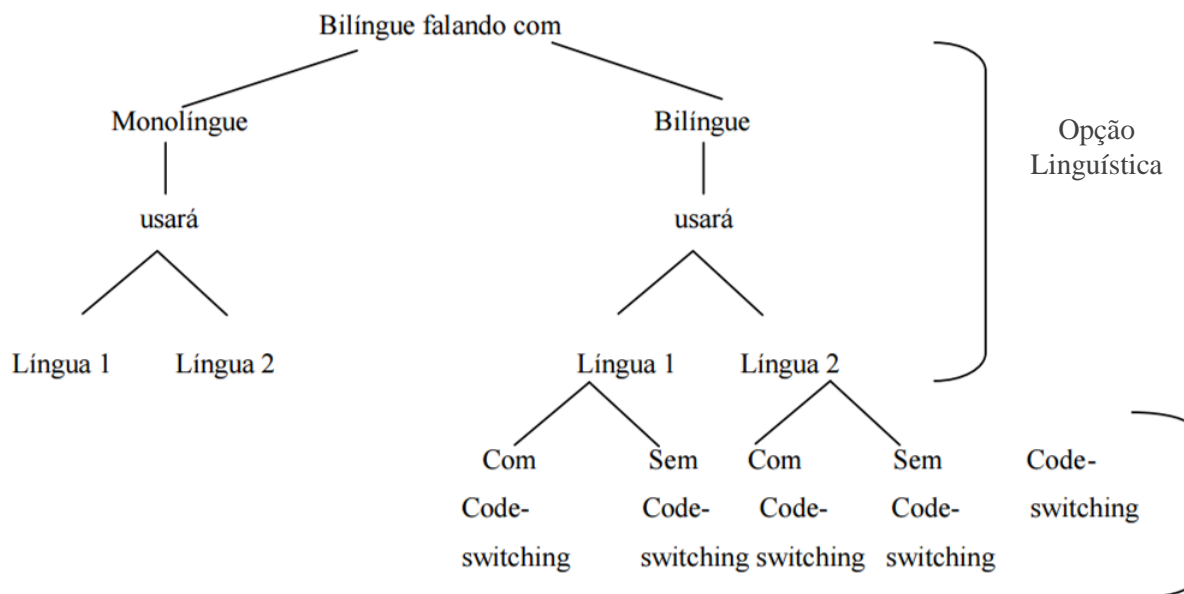 Bilíngue falando com
Monolíngue
Bilíngue
Opção
Linguística
usará
usará
Língua 1
Língua 2
Língua 1
Língua 2
Com
Code-
switching
Sem
Code-
switching
Com
Code-
switching
Sem
Code-
switching
Code-
switching